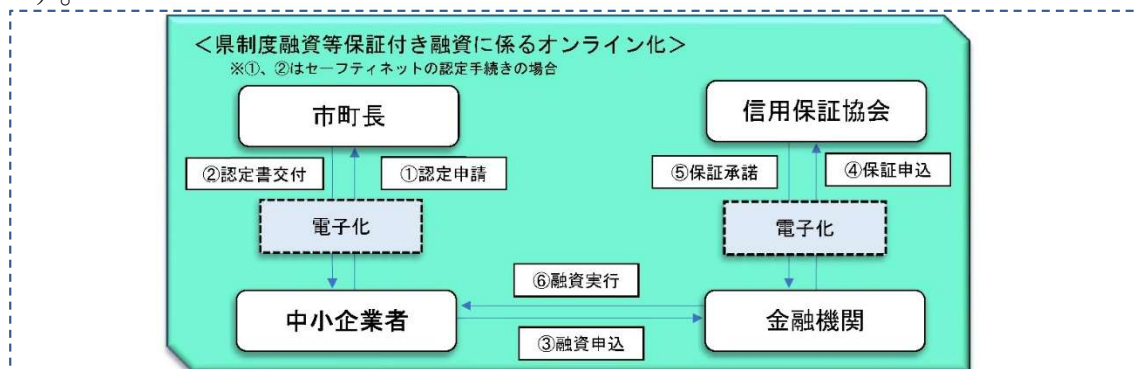 す。
＜県制度融資等保証付き融資に係るオンライン化＞
※①、②はセーフティネットの認定手続きの場合
市町長
信用保証協会
②認定書交付
①認定申請
⑤保証承諾
④保証申込
電子化
電子化
⑥融資実行
中小企業者
金融機関
③融資申込